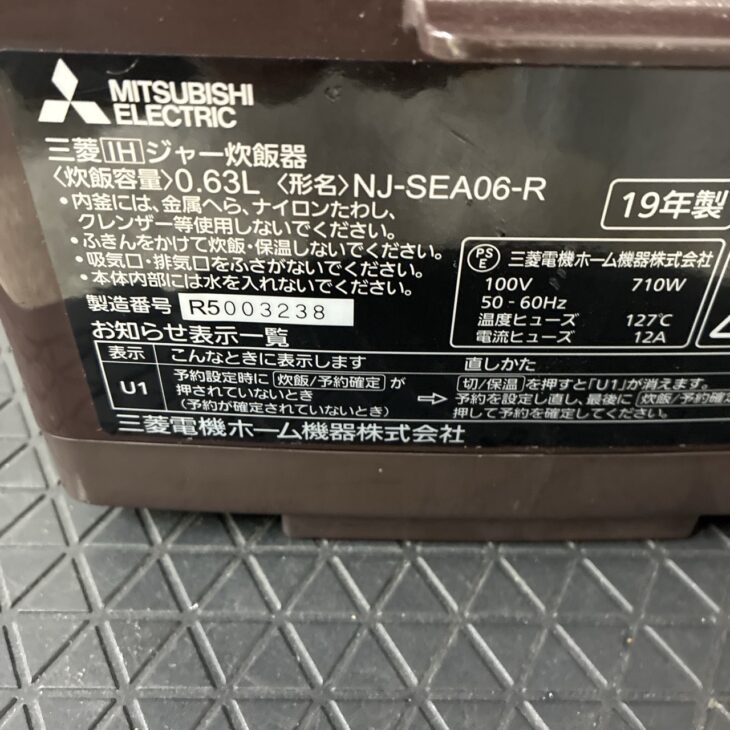 MITSUBISHI
ELECTRIC
三菱IHジャー炊飯器
〈炊飯容量〉0.63L 〈形名〉NJ-SEA06-R
・内釜には、金属へら、ナイロンたわし、
クレンザー等使用しないでください。
・ふきんをかけて炊飯・保温しないでください。
・吸気口・排気口をふさがないでください。
・本体内部には水を入れないでください。
製造番号 R5003238
19年製
PSE 三菱電機ホーム機器株式会社
100V 710W
50-60Hz
温度ヒューズ 127℃
電流ヒューズ 12A
お知らせ表示一覧
表示 こんなときに表示します 直しかた
U1
予約設定時に 炊飯/予約確定 が
押されていないとき
(予約が確定されていないとき)
⇨
切/保温 を押すと「U1」が消えます。
予約を設定し直し、最後に 炊飯/予約確定
押して予約を確定してください。
三菱電機ホーム機器株式会社